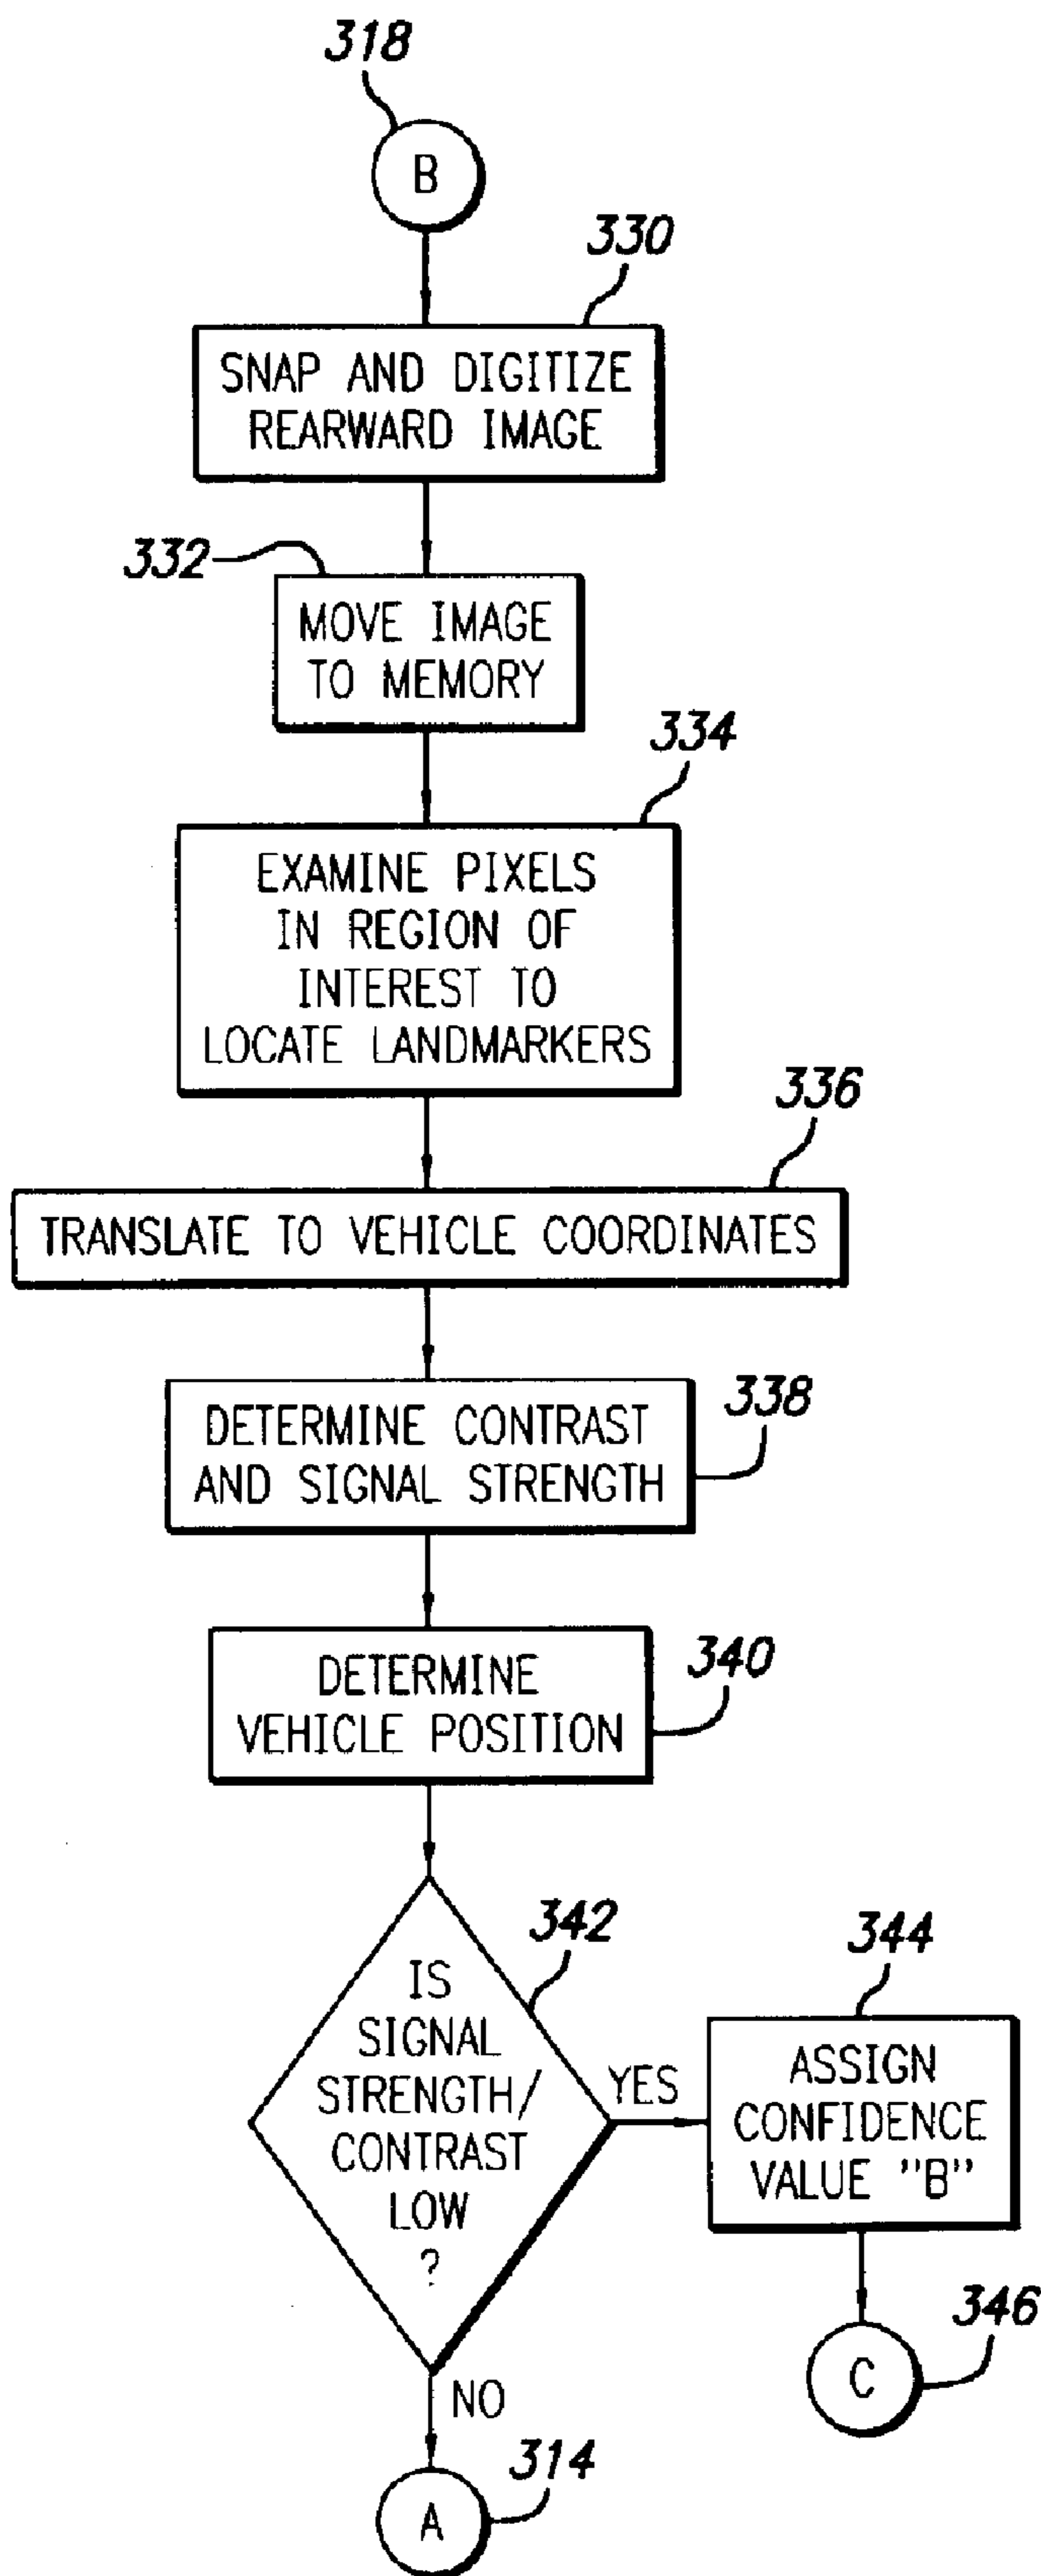 318
B
330
SNAP AND DIGITIZE
REARWARD IMAGE
332
MOVE IMAGE
TO MEMORY
334
EXAMINE PIXELS
IN REGION OF
INTEREST TO
LOCATE LANDMARKERS
336
TRANSLATE TO VEHICLE COORDINATES
338
DETERMINE CONTRAST
AND SIGNAL STRENGTH
340
DETERMINE
VEHICLE POSITION
342
IS
SIGNAL
STRENGTH/
CONTRAST
LOW
?
YES
344
ASSIGN
CONFIDENCE
VALUE "B"
346
C
NO
314
A